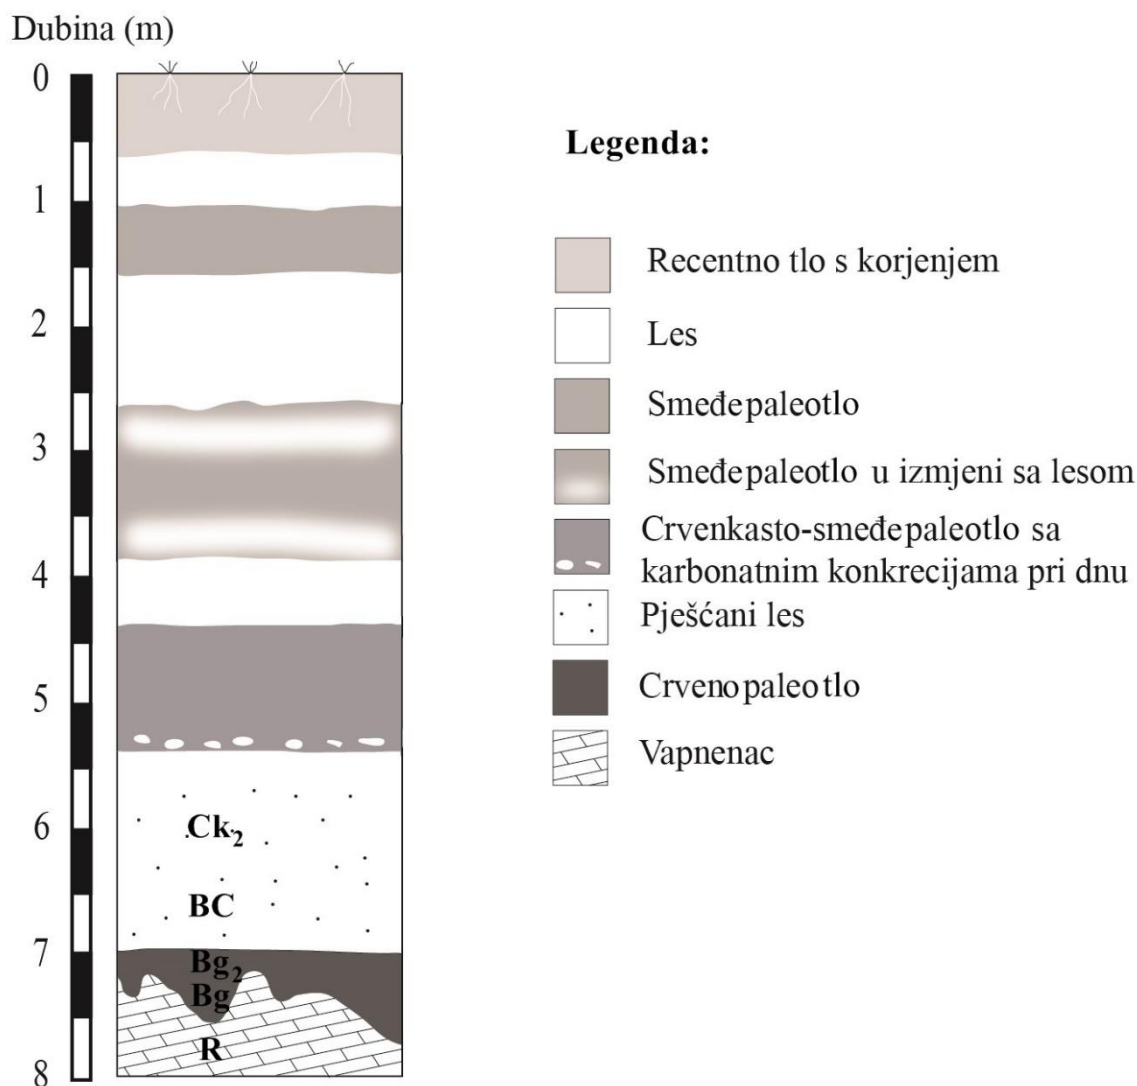 Dubina (m)
0
1
2
3
4
5
6
7
8
Ck2
BC
Bg2
Bg
R
Legenda:
Recentno tlo s korjenjem
Les
Smeđe paleotlo
Smeđe paleotlo u izmjeni sa lesom
Crvenkasto-smeđe paleotlo sa
karbonatnim konkrecijama pri dnu
Pješćani les
Crveno paleotlo
Vapnenac